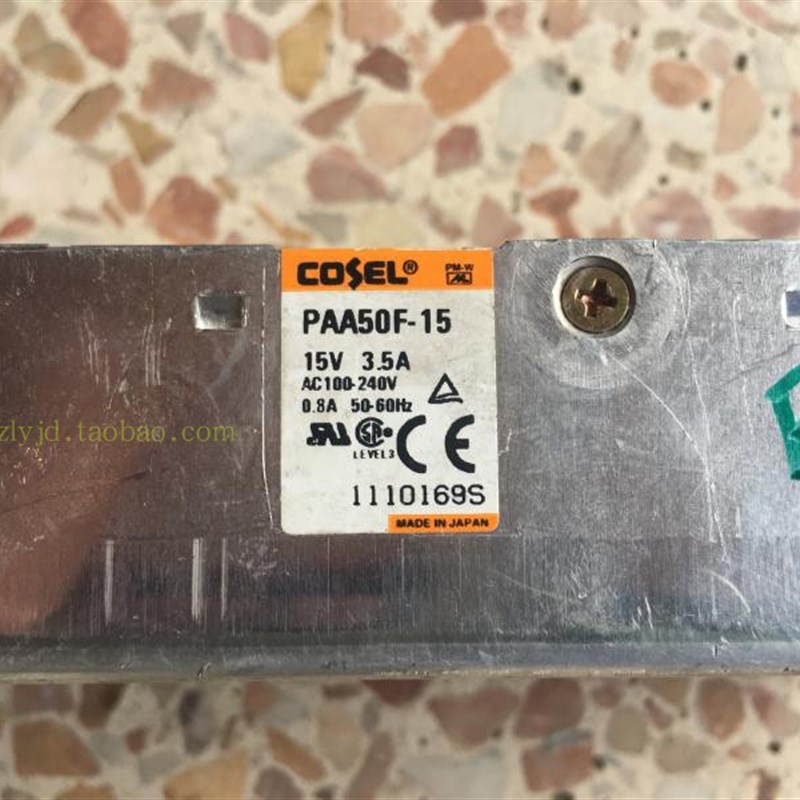 COSEL® PM-W
PAA50F-15
15V 3.5A
AC100-240V
0.8A 50-60Hz
LEVEL3
CE
1110169S
MADE IN JAPAN
zlyjd.taobao.com